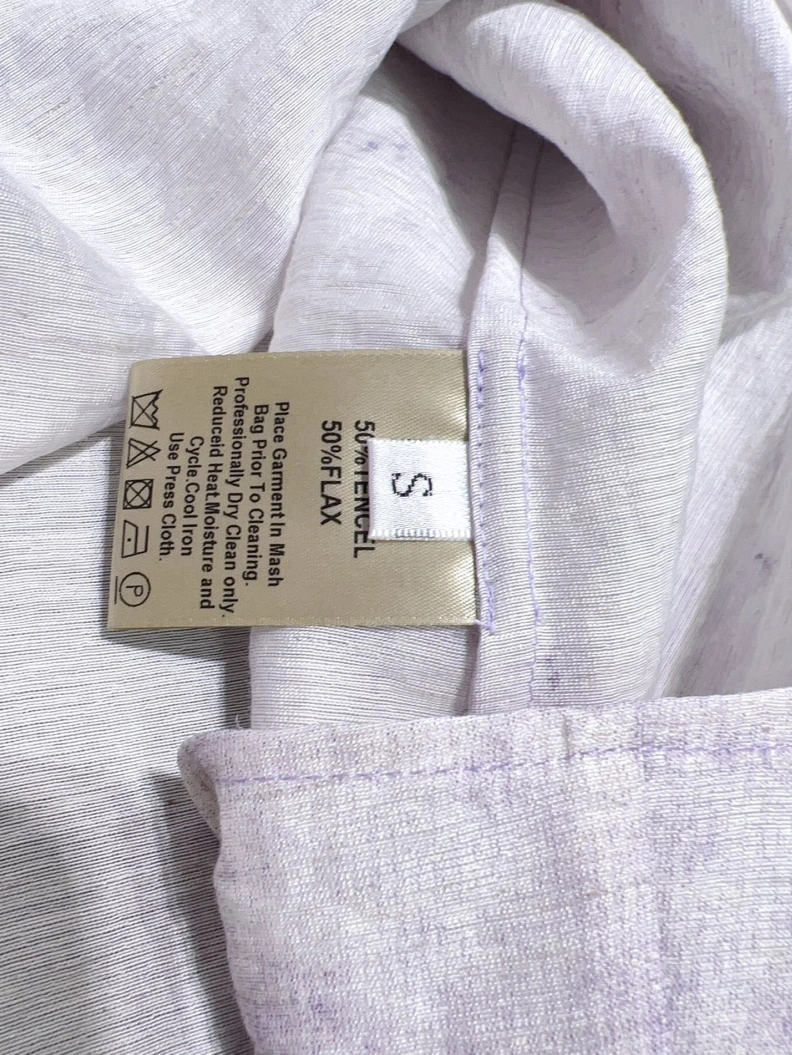 S
50%TENCEL
50%FLAX
Place Garment In Mash
Bag Prior To Cleaning.
Professionally Dry Clean only.
Reduceid Heat.Moisture and
Cycle.Cool Iron
Use Press Cloth.
P